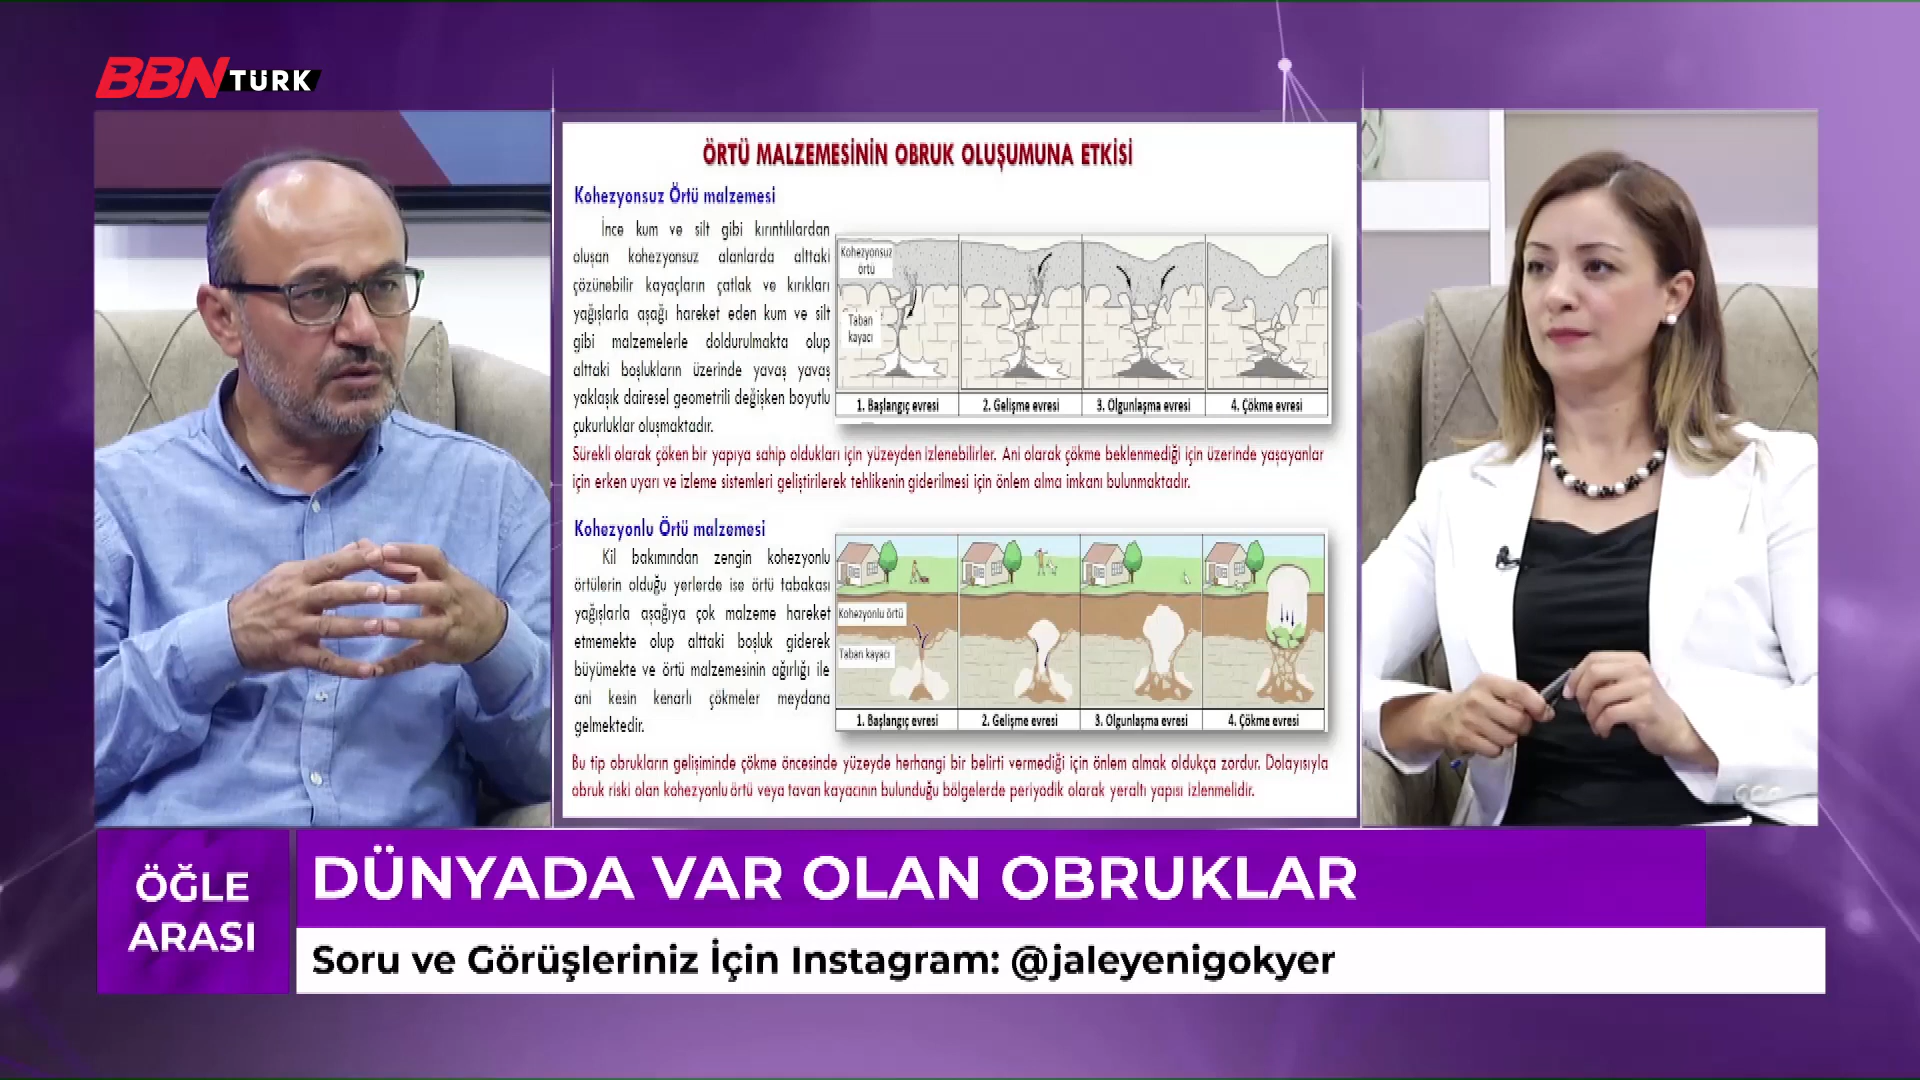 BBN TÜRK
ÖRTÜ MALZEMESİNİN OBRUK OLUŞUMUNA ETKİSİ
Kohezyonsuz Örtü malzemesi
İnce kum ve silt gibi kırıntılılardan
oluşan kohezyonsuz alanlarda alttaki
çözünebilir kayaçların çatlak ve kırıkları
yağışlarla aşağı hareket eden kum ve silt
gibi malzemelerle doldurulmakta olup
alttaki boşlukların üzerinde yavaş yavaş
yaklaşık dairesel geometrili değişken boyutlu
çukurluklar oluşmaktadır.
Kohezyonsuz
örtü
Taban
kayacı
1. Başlangıç evresi
2. Gelişme evresi
3. Olgunlaşma evresi
4. Çökme evresi
Sürekli olarak çöken bir yapıya sahip oldukları için yüzeyden izlenebilirler. Ani olarak çökme beklenmediği için üzerinde yaşayanlar
için erken uyarı ve izleme sistemleri geliştirilerek tehlikenin giderilmesi için önlem alma imkanı bulunmaktadır.
Kohezyonlu Örtü malzemesi
Kil bakımından zengin kohezyonlu
örtülerin olduğu yerlerde ise örtü tabakası
yağışlarla aşağıya çok malzeme hareket
etmemekte olup alttaki boşluk giderek
büyümekte ve örtü malzemesinin ağırlığı ile
ani kesin kenarlı çökmeler meydana
gelmektedir.
Kohezyonlu örtü
Taban kayacı
1. Başlangıç evresi
2. Gelişme evresi
3. Olgunlaşma evresi
4. Çökme evresi
Bu tip obrukların gelişiminde çökme öncesinde yüzeyde herhangi bir belirti vermediği için önlem almak oldukça zordur. Dolayısıyla
obruk riski olan kohezyonlu örtü veya tavan kayacının bulunduğu bölgelerde periyodik olarak yeraltı yapısı izlenmelidir.
ÖĞLE
ARASI
DÜNYADA VAR OLAN OBRUKLAR
Soru ve Görüşleriniz İçin Instagram: @jaleyenigokyer